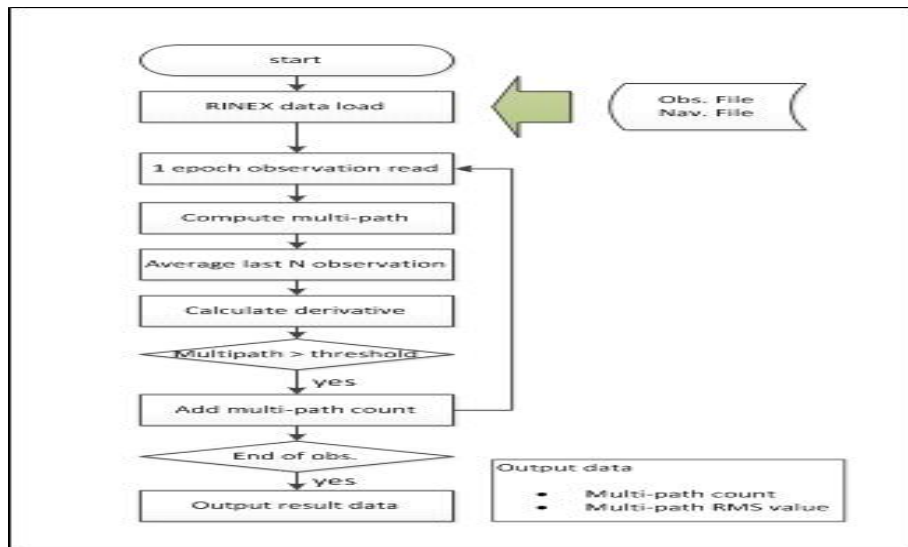 start
RINEX data load
Obs. File
Nav. File
1 epoch observation read
Compute multi-path
Average last N observation
Calculate derivative
Multipath > threshold
yes
Add multi-path count
End of obs.
yes
Output result data
Output data
• Multi-path count
• Multi-path RMS value